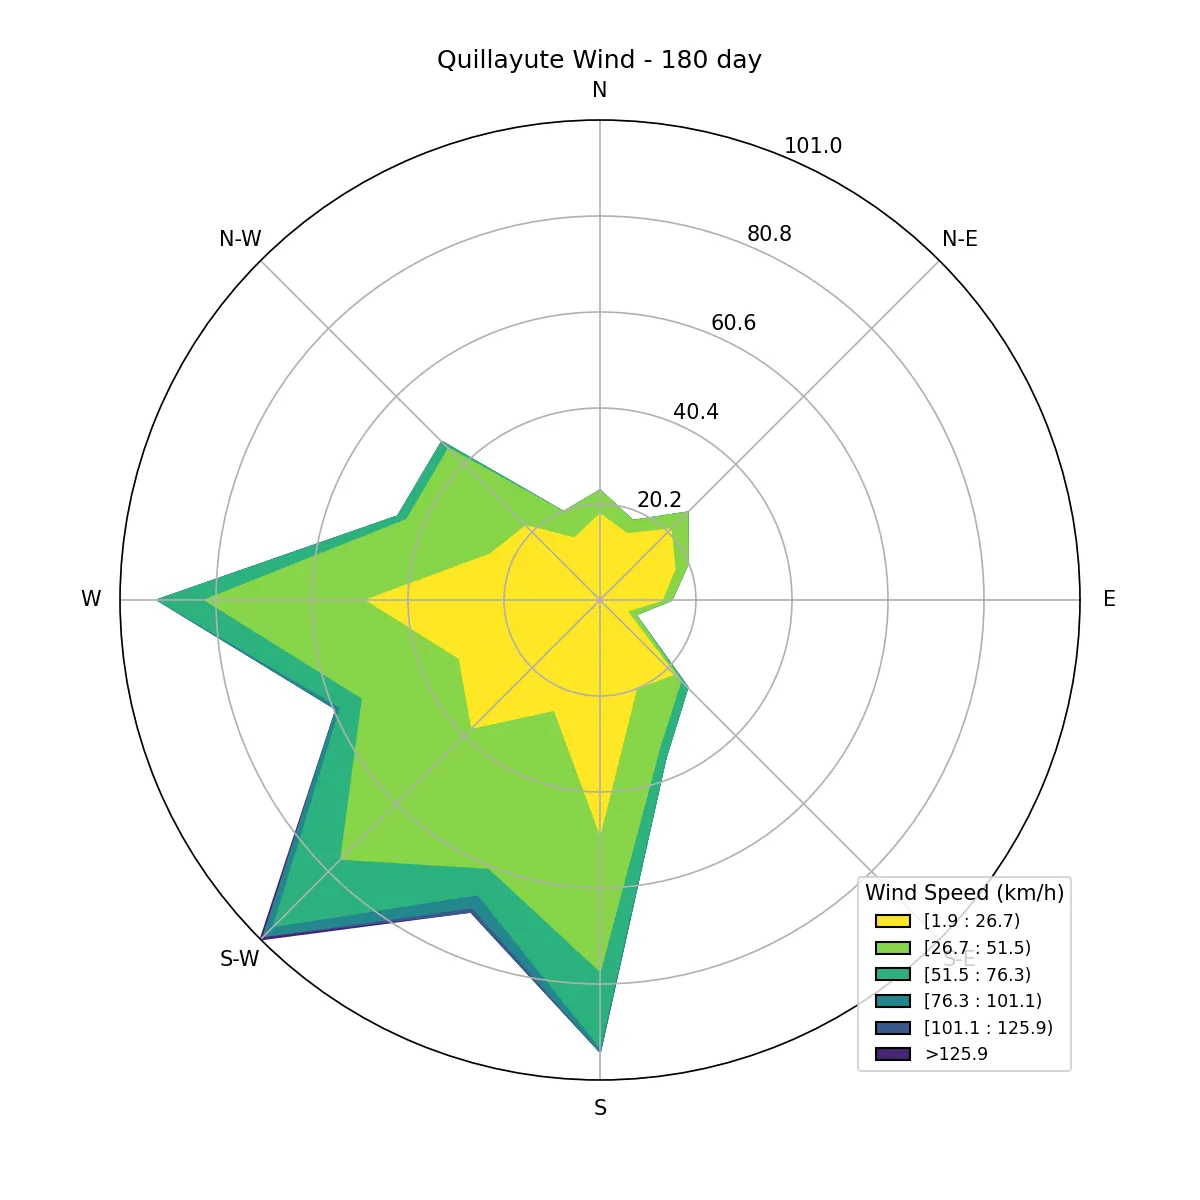 Quillayute Wind - 180 day
N
101.0
80.8
N-W
N-E
60.6
40.4
20.2
W
E
Wind Speed (km/h)
[1.9 : 26.7)
[26.7 : 51.5)
S-W
S-E
[51.5 : 76.3)
[76.3 : 101.1)
[101.1 : 125.9)
>125.9
S